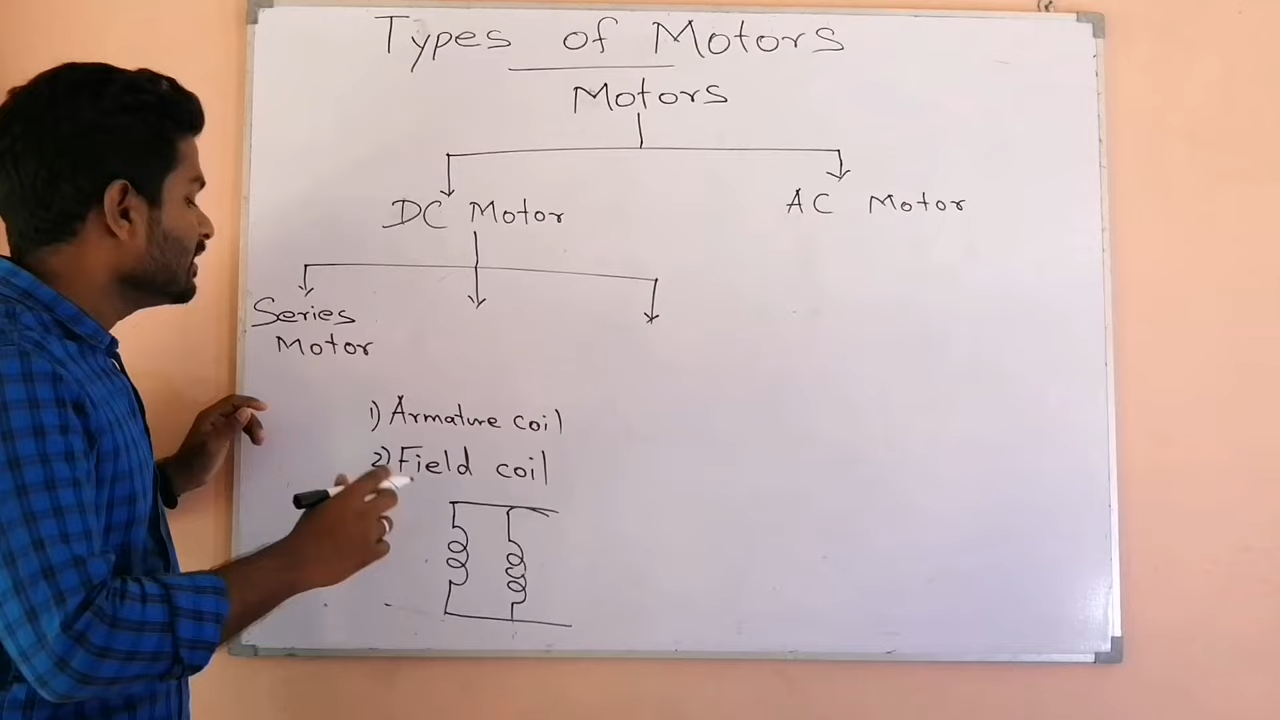 Types of Motors
Motors
DC Motor
AC Motor
Series
Motor
1) Armature coil
2) Field coil